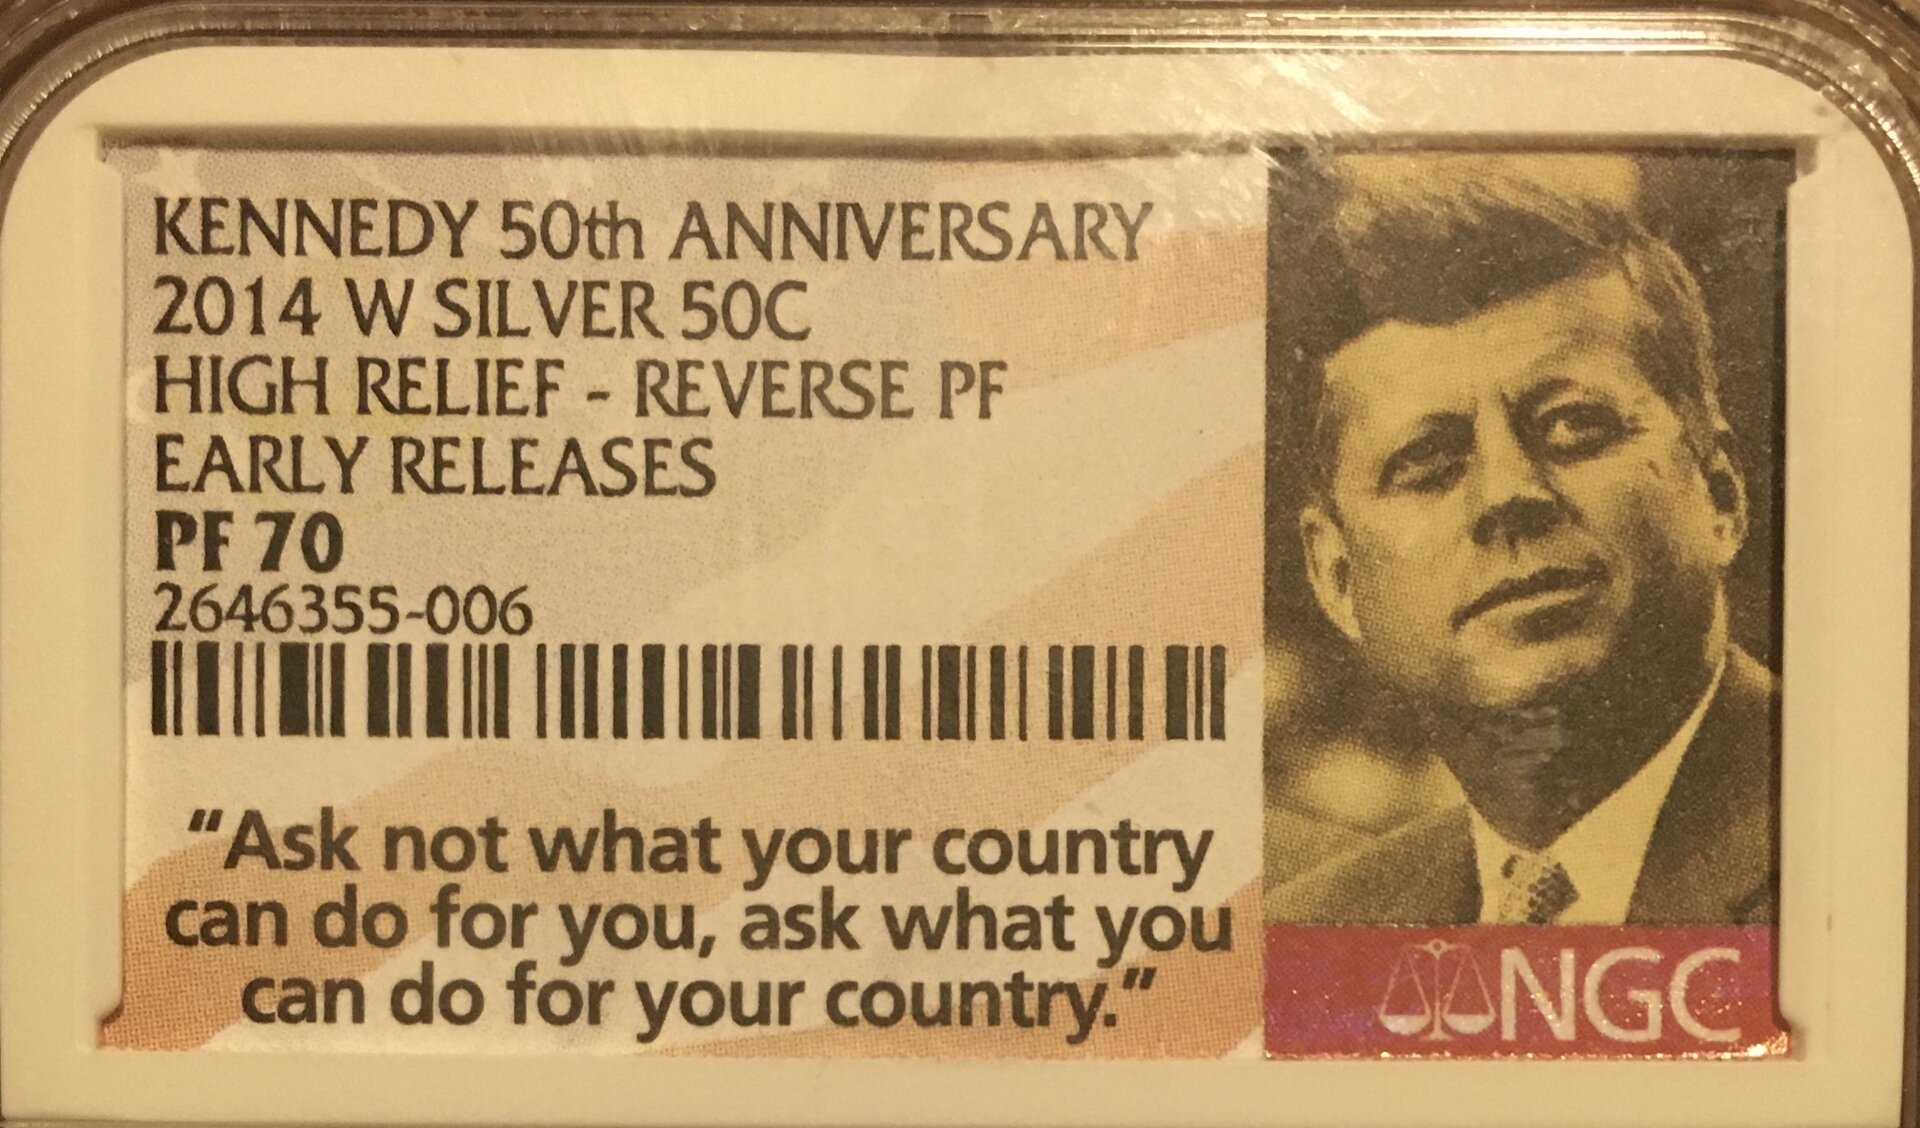 KENNEDY 50th ANNIVERSARY
2014 W SILVER 50C
HIGH RELIEF - REVERSE PF
EARLY RELEASES
PF 70
2646355-006
“Ask not what your country
can do for you, ask what you
can do for your country.”
NGC